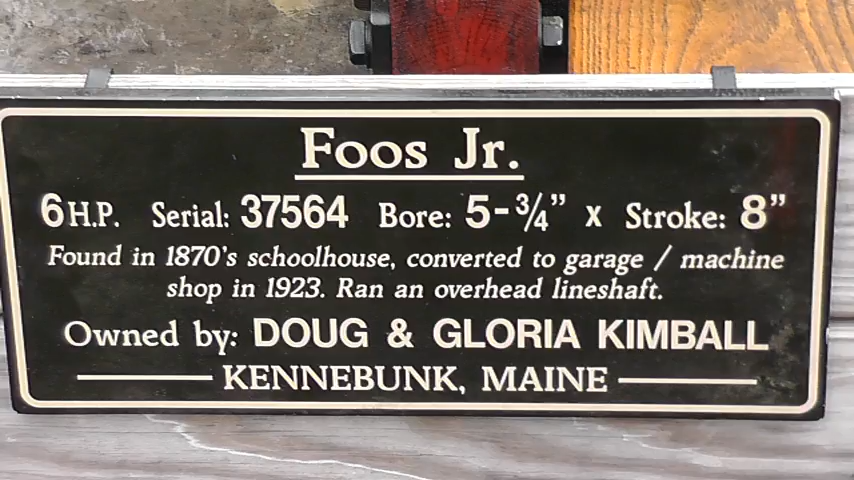 Foos Jr.
6 H.P. Serial: 37564 Bore: 5-3/4” x Stroke: 8”
Found in 1870's schoolhouse, converted to garage / machine
shop in 1923. Ran an overhead lineshaft.
Owned by: DOUG & GLORIA KIMBALL
KENNEBUNK, MAINE